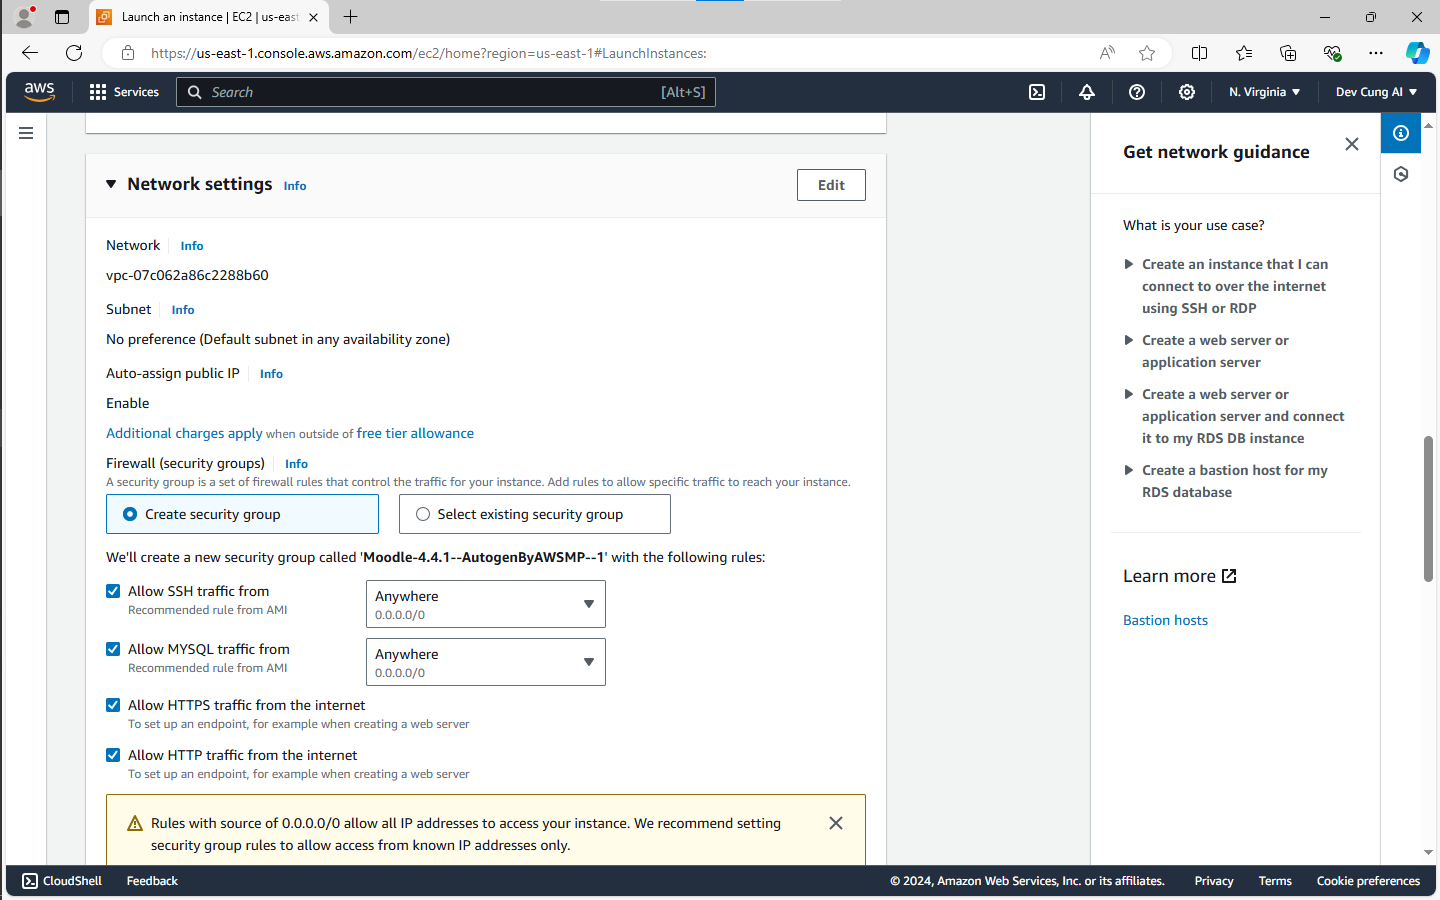 Launch an instance | EC2 | us-east
https://us-east-1.console.aws.amazon.com/ec2/home?region=us-east-1#LaunchInstances:
aws
Services
Search
[Alt+S]
N. Virginia
Dev Cung AI
Network settings
Info
Edit
Network
Info
vpc-07c062a86c2288b60
Subnet
Info
No preference (Default subnet in any availability zone)
Auto-assign public IP
Info
Enable
Additional charges apply when outside of free tier allowance
Firewall (security groups)
Info
A security group is a set of firewall rules that control the traffic for your instance. Add rules to allow specific traffic to reach your instance.
Create security group
Select existing security group
We'll create a new security group called 'Moodle-4.4.1--AutogenByAWSMP--1' with the following rules:
Allow SSH traffic from
Recommended rule from AMI
Anywhere
0.0.0.0/0
Allow MYSQL traffic from
Recommended rule from AMI
Anywhere
0.0.0.0/0
Allow HTTPS traffic from the internet
To set up an endpoint, for example when creating a web server
Allow HTTP traffic from the internet
To set up an endpoint, for example when creating a web server
Rules with source of 0.0.0.0/0 allow all IP addresses to access your instance. We recommend setting
security group rules to allow access from known IP addresses only.
Get network guidance
What is your use case?
Create an instance that I can
connect to over the internet
using SSH or RDP
Create a web server or
application server
Create a web server or
application server and connect
it to my RDS DB instance
Create a bastion host for my
RDS database
Learn more
Bastion hosts
CloudShell
Feedback
© 2024, Amazon Web Services, Inc. or its affiliates.
Privacy
Terms
Cookie preferences